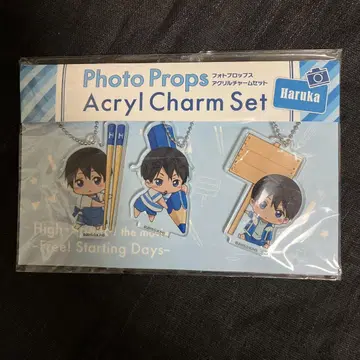 Photo Props
フォトプロップス
アクリルチャームセット
Acryl Charm Set
Haruka
High☆Speed! the movie
-Free! Starting Days-